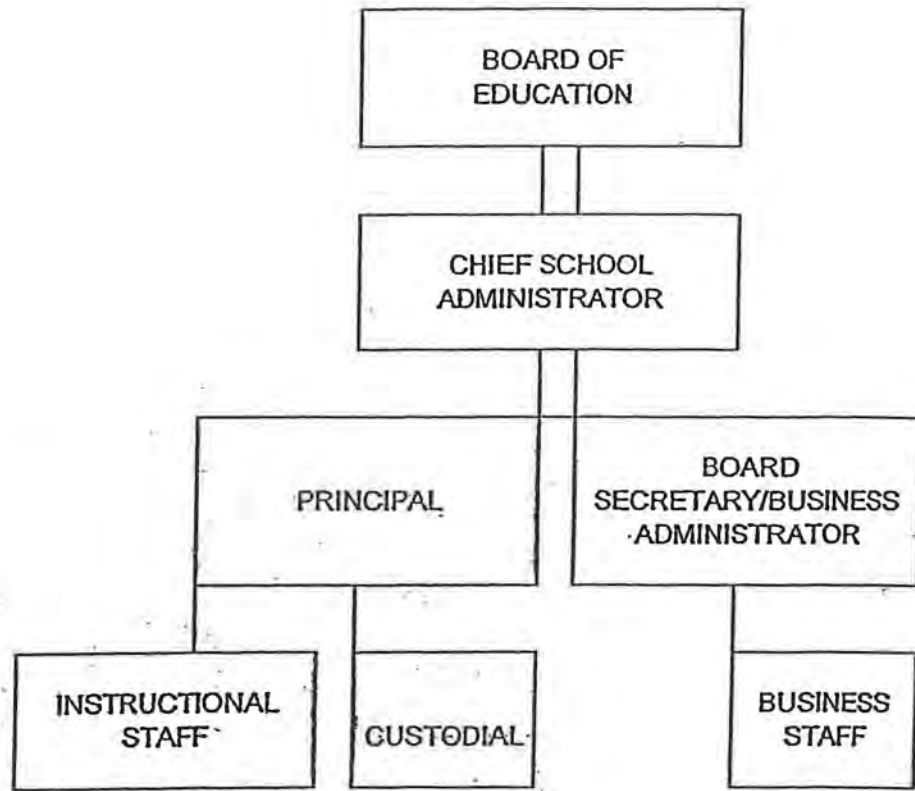 BOARD OF
EDUCATION
CHIEF SCHOOL
ADMINISTRATOR
PRINCIPAL
BOARD
SECRETARY/BUSINESS
ADMINISTRATOR
INSTRUCTIONAL
STAFF
CUSTODIAL
BUSINESS
STAFF